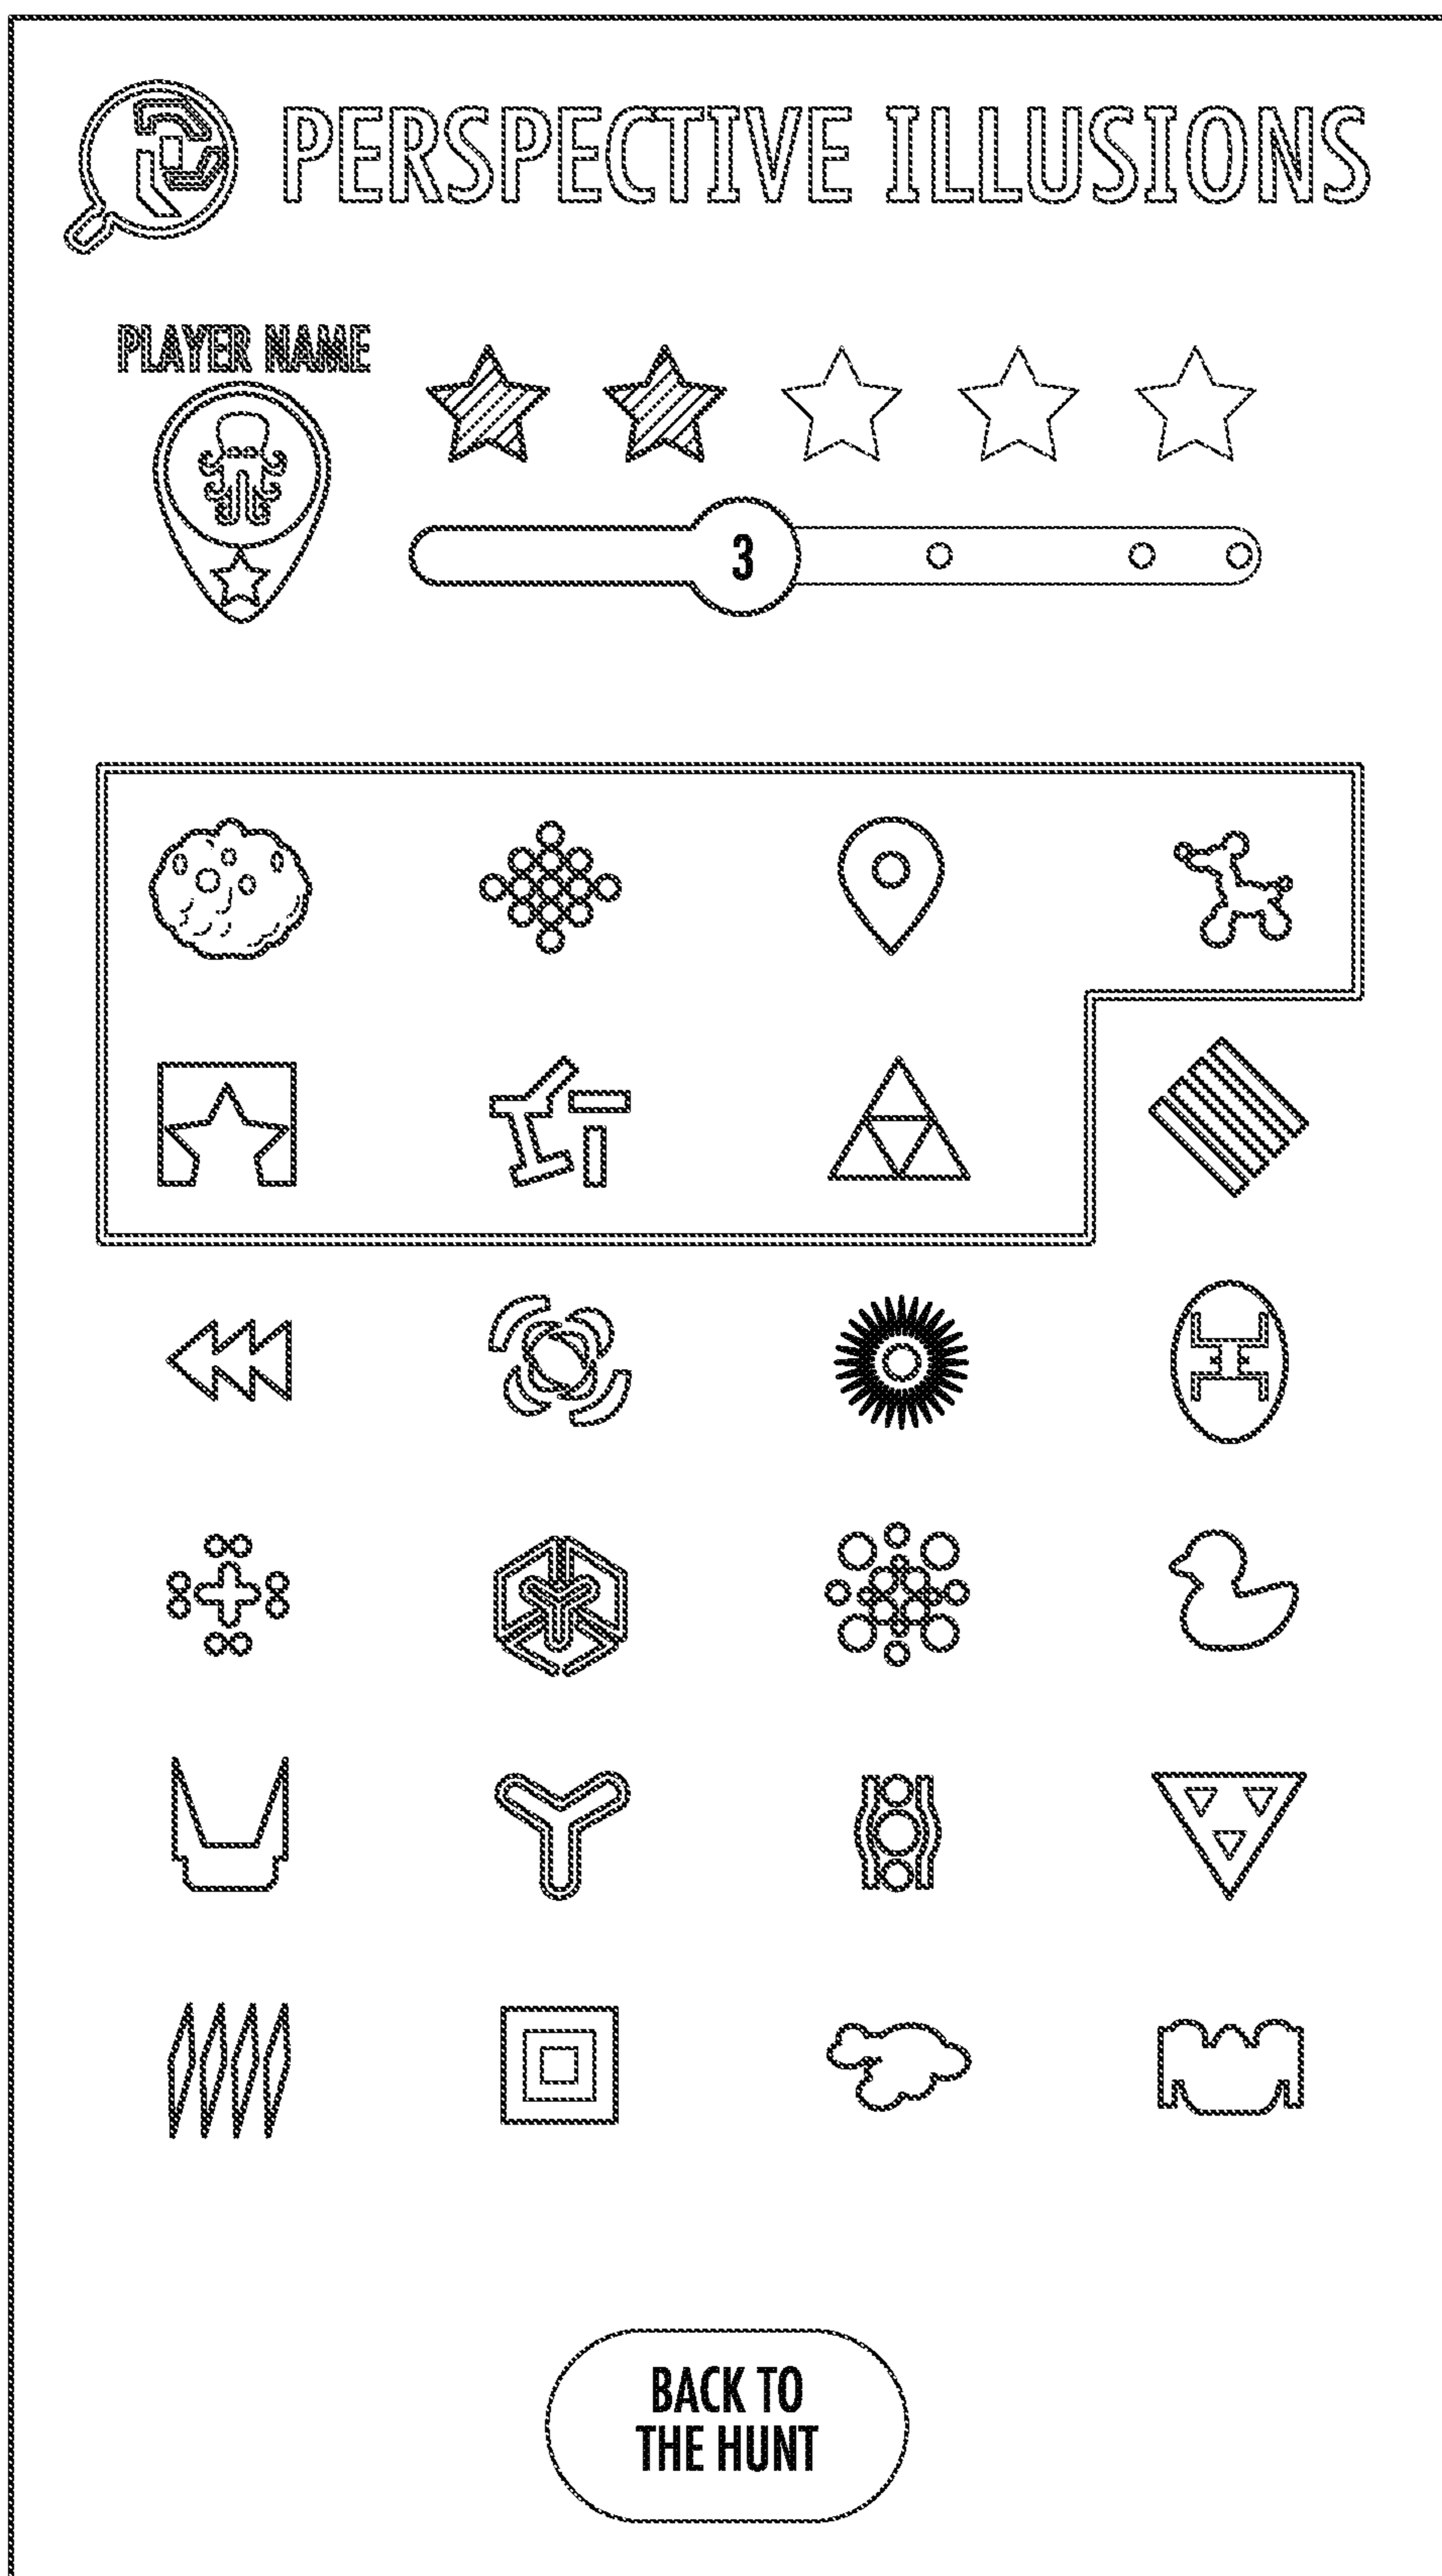 PERSPECTIVE ILLUSIONS
PLAYER NAME
3
BACK TO
THE HUNT